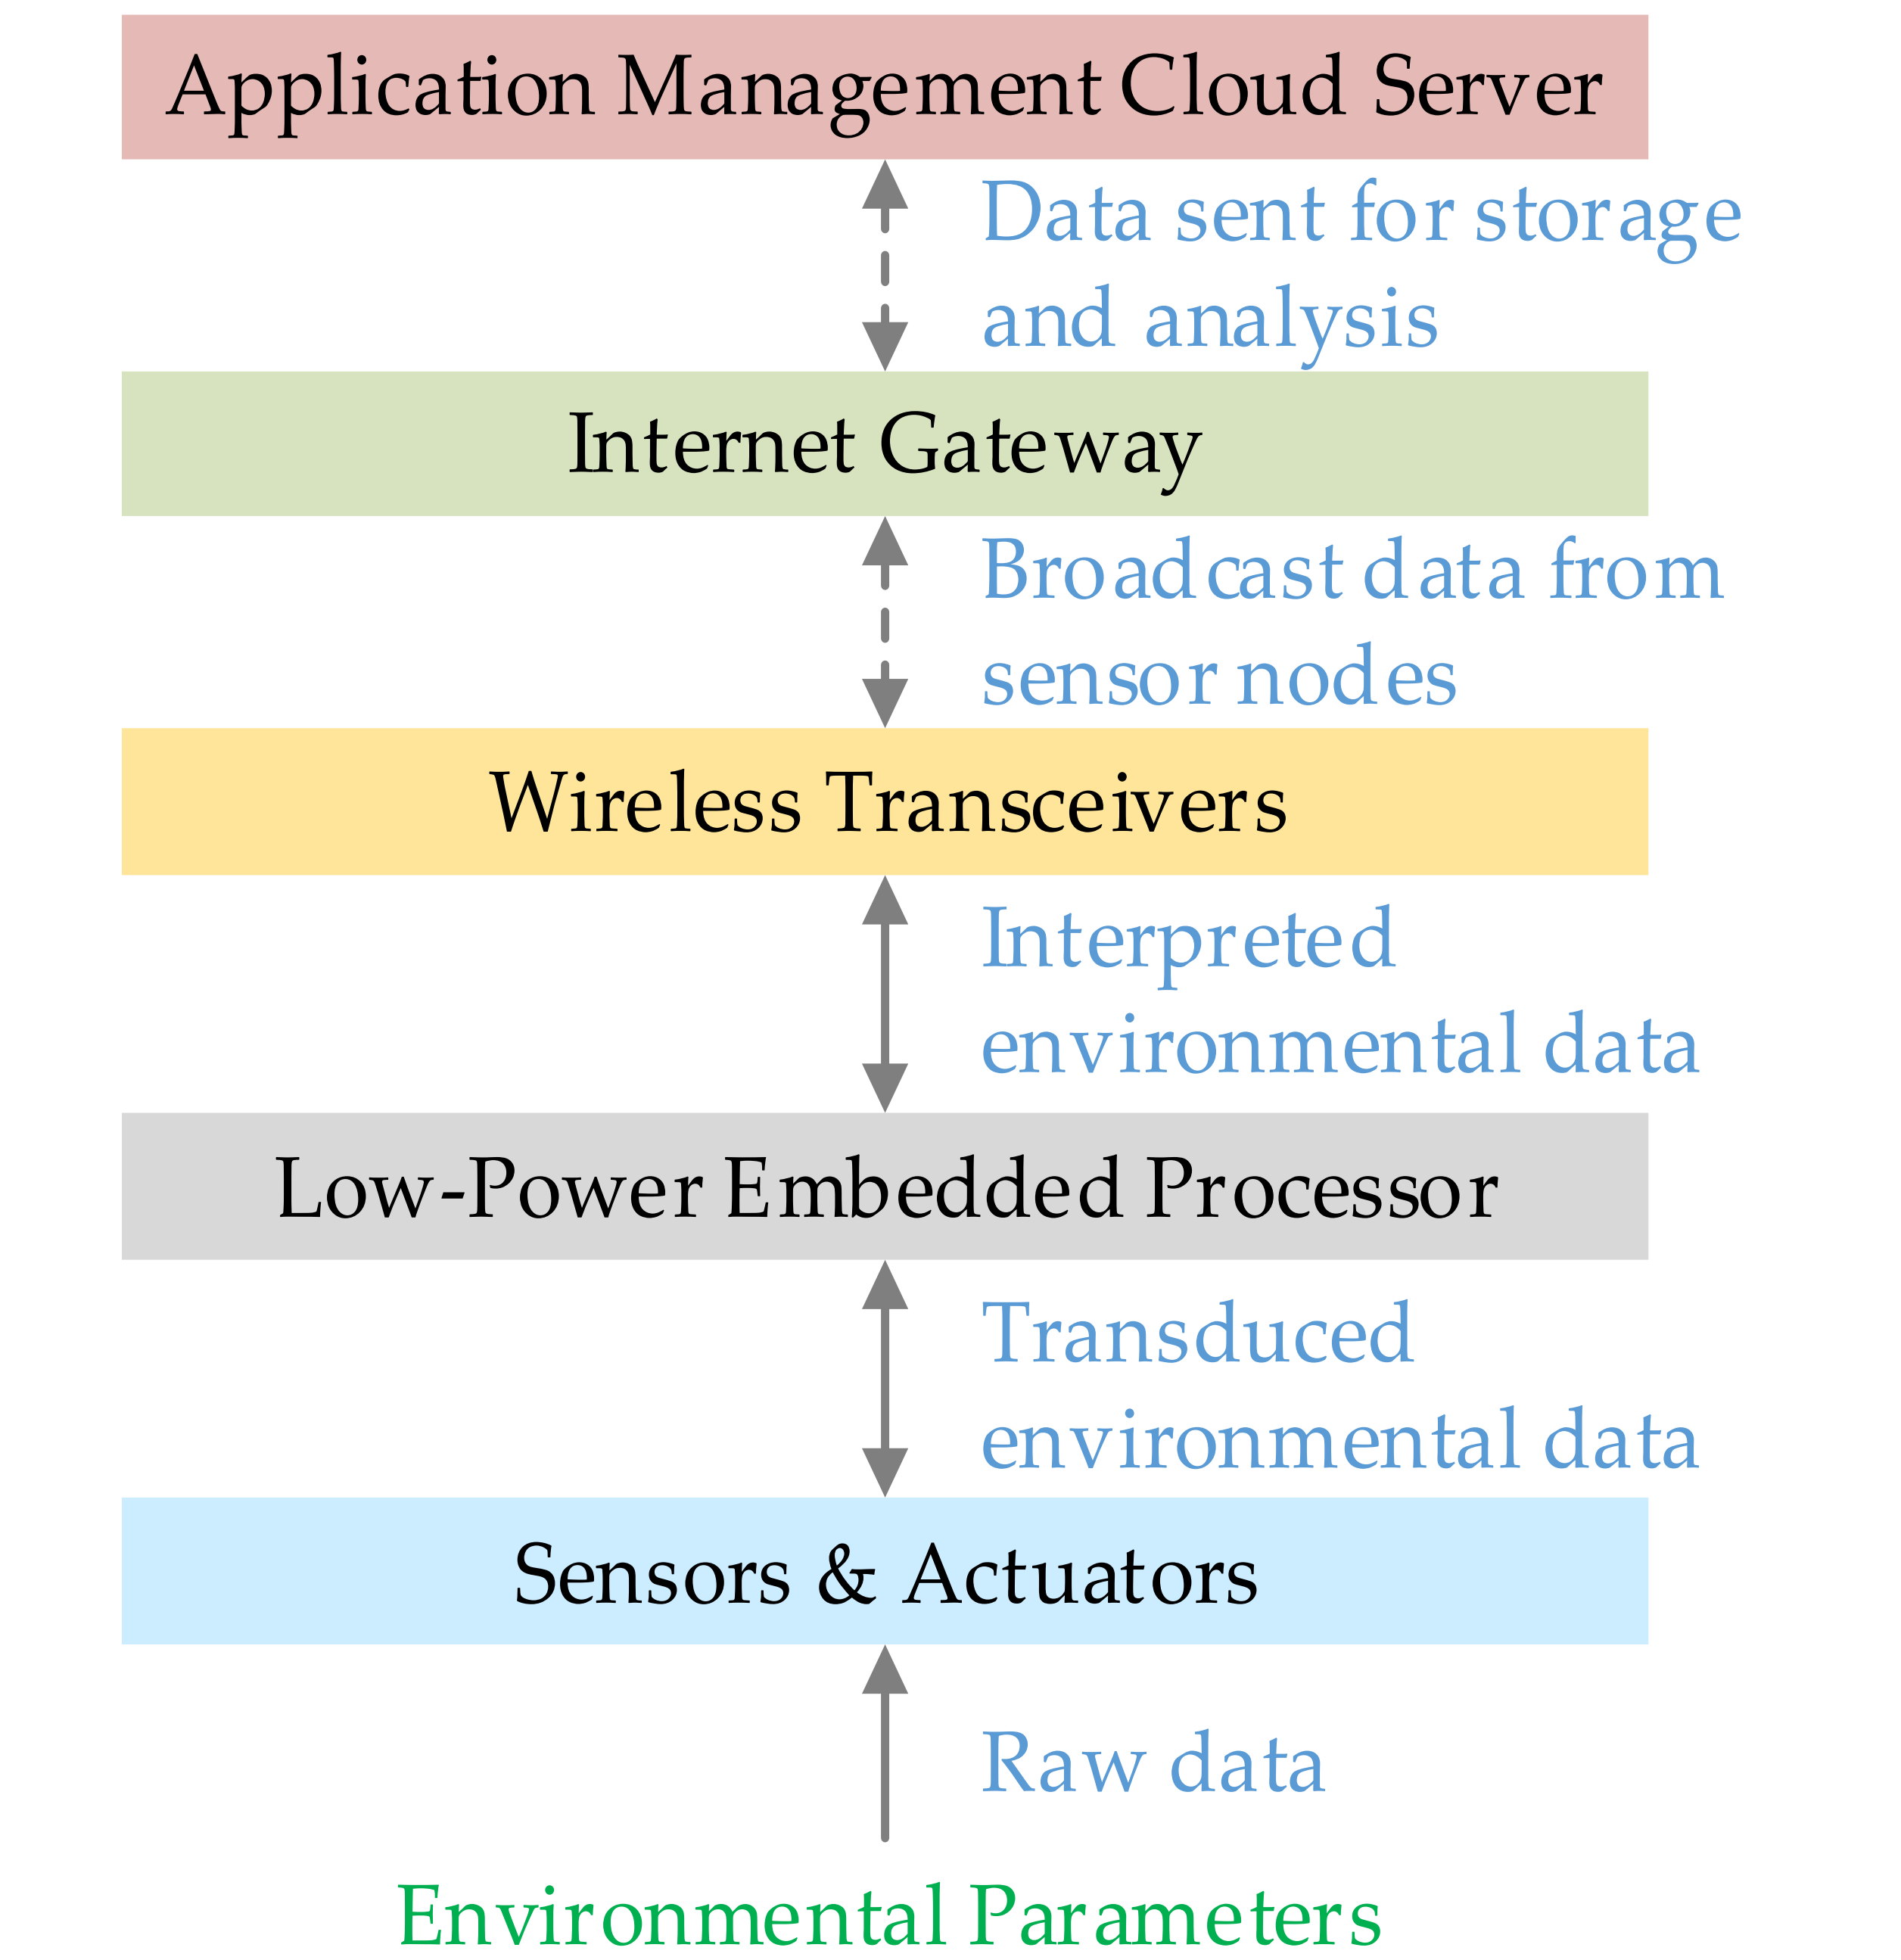 Application Management Cloud Server
Data sent for storage
and analysis
Internet Gateway
Broadcast data from
sensor nodes
Wireless Transceivers
Interpreted
environmental data
Low-Power Embedded Processor
Transduced
environmental data
Sensors & Actuators
Raw data
Environmental Parameters